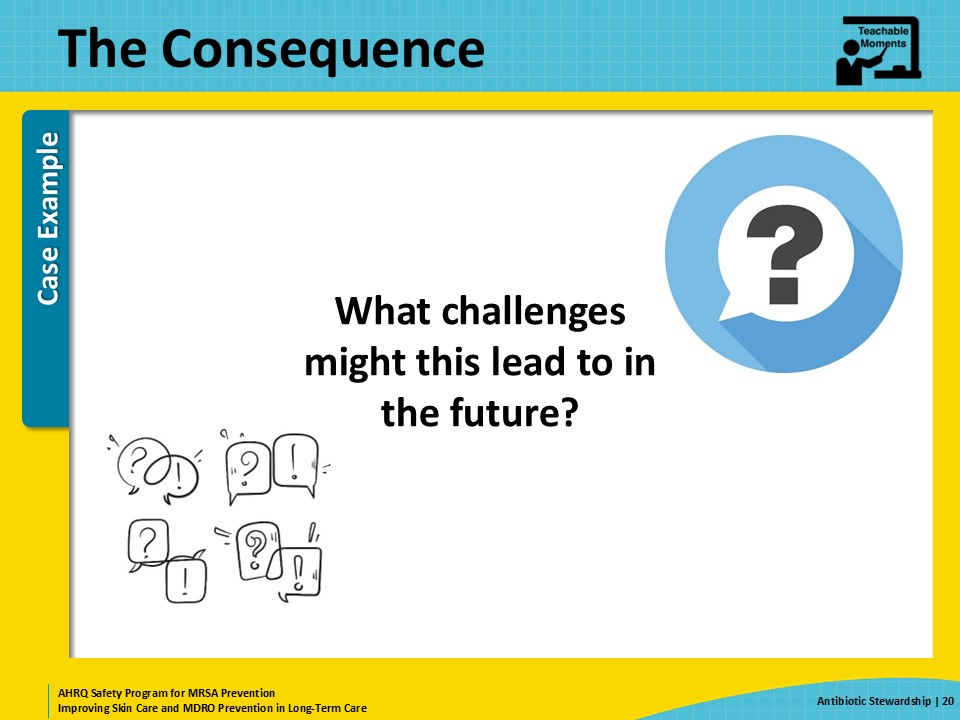 The Consequence
Teachable
Moments
Case Example
?
What challenges
might this lead to in
the future?
? !
? !
? !
? !
AHRQ Safety Program for MRSA Prevention
Improving Skin Care and MDRO Prevention in Long-Term Care
Antibiotic Stewardship | 20